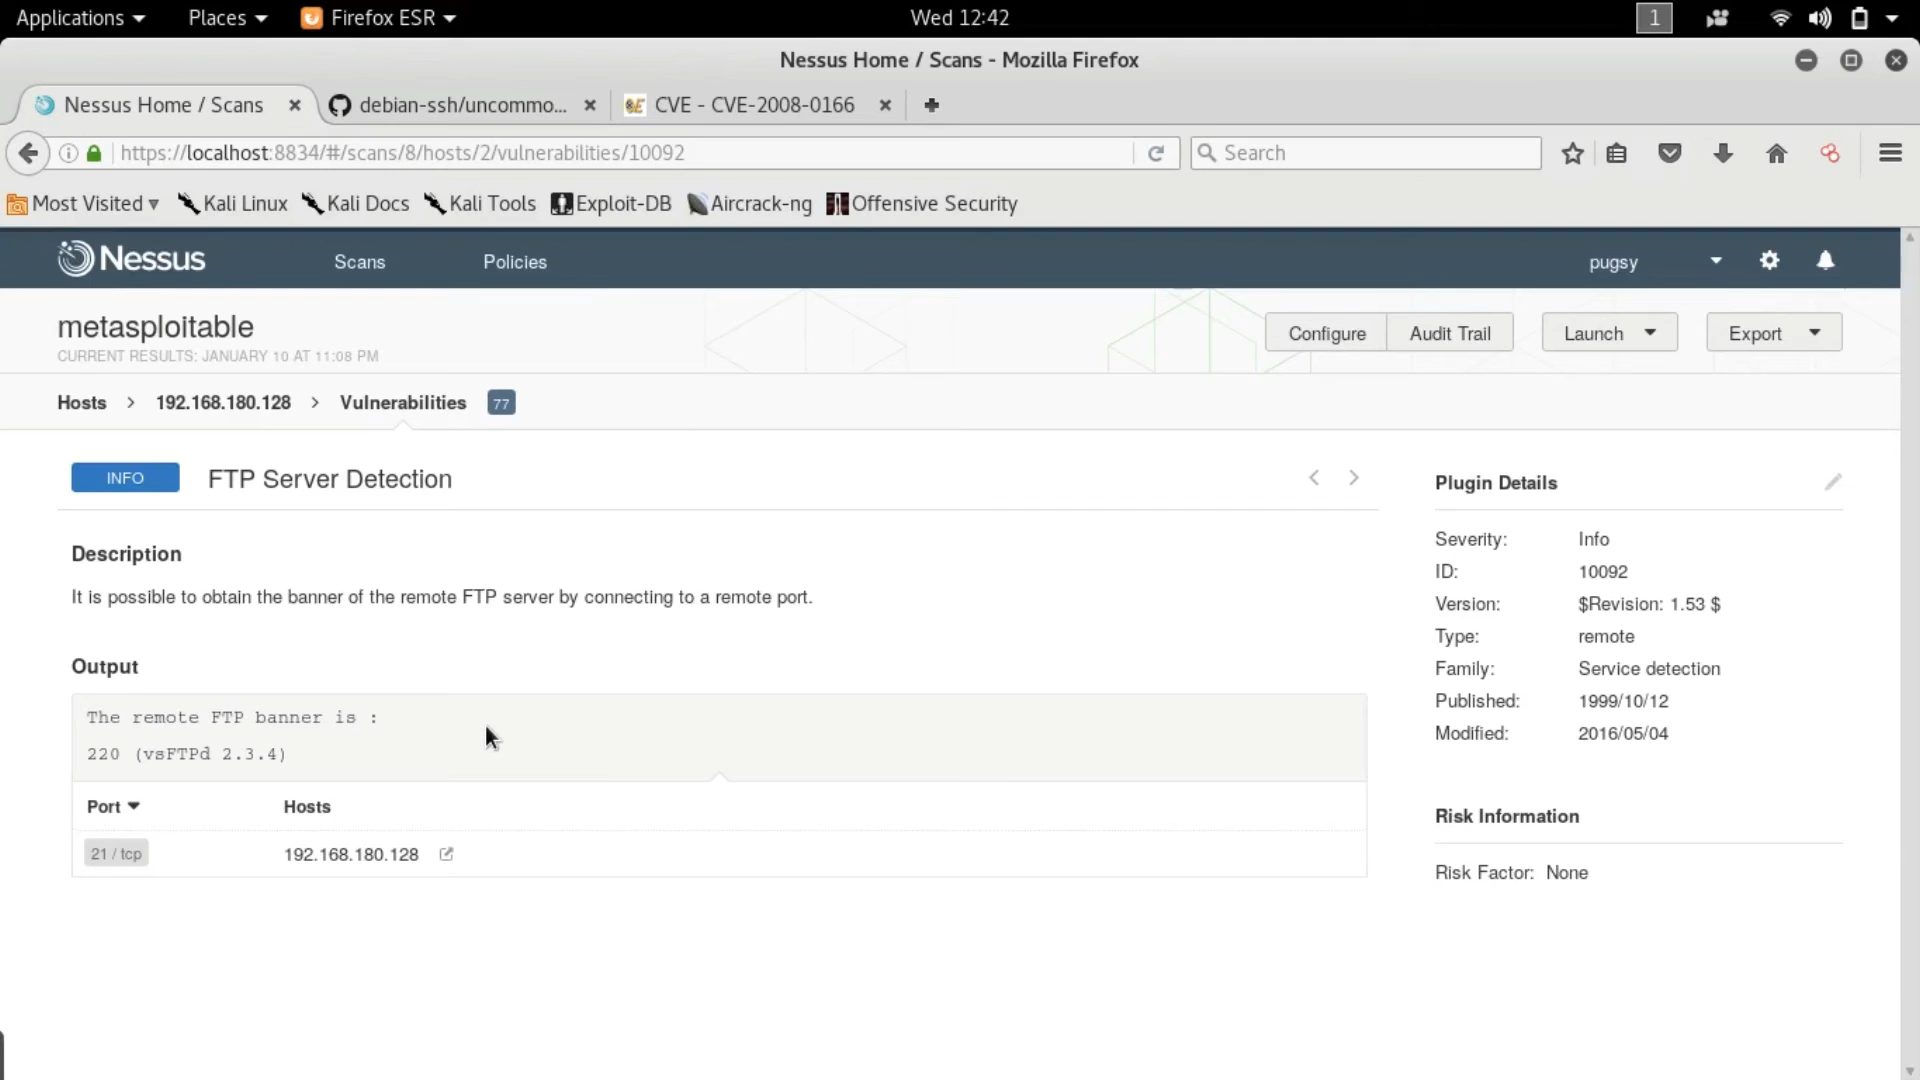 Applications Places Firefox ESR Wed 12:42 1
Nessus Home / Scans - Mozilla Firefox
Nessus Home / Scans debian-ssh/uncommo... CVE - CVE-2008-0166
https://localhost:8834/#/scans/8/hosts/2/vulnerabilities/10092 Search
Most Visited Kali Linux Kali Docs Kali Tools Exploit-DB Aircrack-ng Offensive Security
Nessus Scans Policies pugsy
metasploitable
CURRENT RESULTS: JANUARY 10 AT 11:08 PM
Configure Audit Trail Launch Export
Hosts > 192.168.180.128 > Vulnerabilities 77
INFO FTP Server Detection
Description
It is possible to obtain the banner of the remote FTP server by connecting to a remote port.
Output
The remote FTP banner is :
220 (vsFTPd 2.3.4)
Port Hosts
21 / tcp 192.168.180.128
Plugin Details
Severity: Info
ID: 10092
Version: $Revision: 1.53 $
Type: remote
Family: Service detection
Published: 1999/10/12
Modified: 2016/05/04
Risk Information
Risk Factor: None